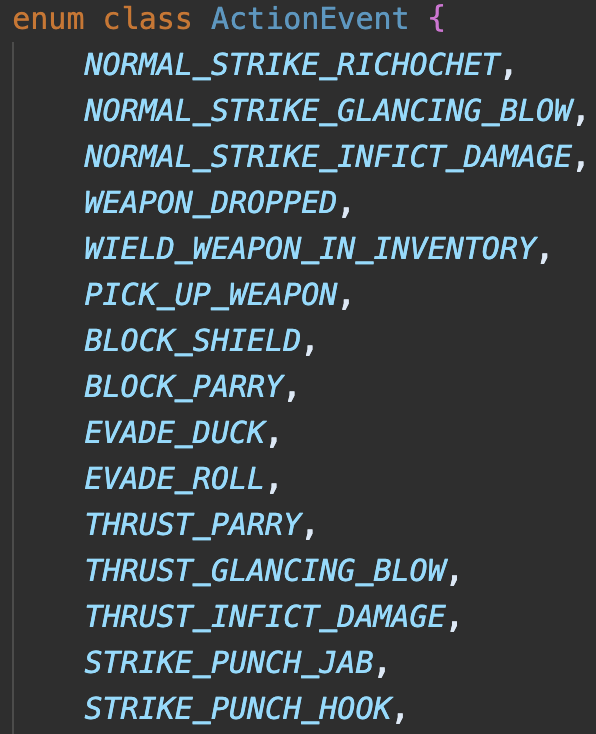 enum class ActionEvent {
NORMAL_STRIKE_RICHOCHET,
NORMAL_STRIKE_GLANCING_BLOW,
NORMAL_STRIKE_INFICT_DAMAGE,
WEAPON_DROPPED,
WIELD_WEAPON_IN_INVENTORY,
PICK_UP_WEAPON,
BLOCK_SHIELD,
BLOCK_PARRY,
EVADE_DUCK,
EVADE_ROLL,
THRUST_PARRY,
THRUST_GLANCING_BLOW,
THRUST_INFICT_DAMAGE,
STRIKE_PUNCH_JAB,
STRIKE_PUNCH_HOOK,